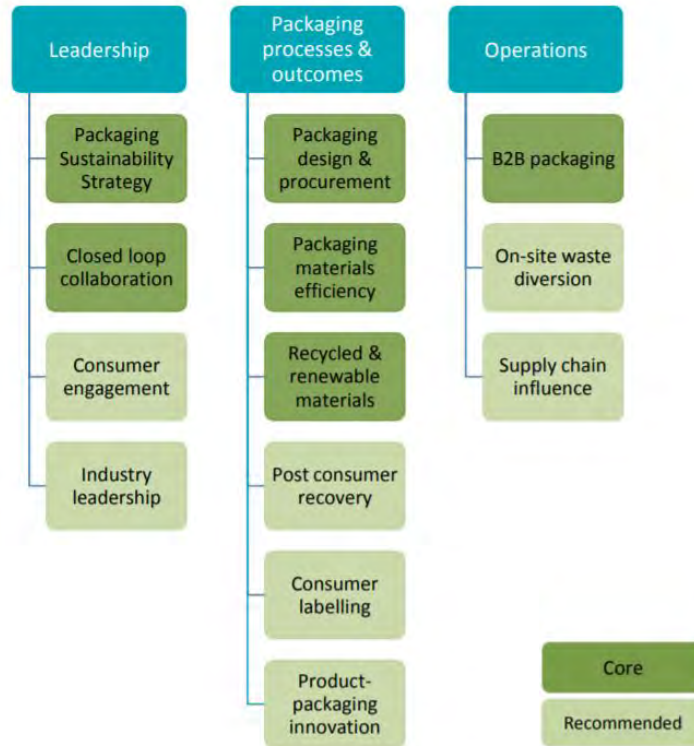 Leadership
Packaging
Sustainability
Strategy
Closed loop
collaboration
Consumer
engagement
Industry
leadership
Packaging
processes &
outcomes
Packaging
design &
procurement
Packaging
materials
efficiency
Recycled &
renewable
materials
Post consumer
recovery
Consumer
labelling
Product-
packaging
innovation
Operations
B2B packaging
On-site waste
diversion
Supply chain
influence
Core
Recommended